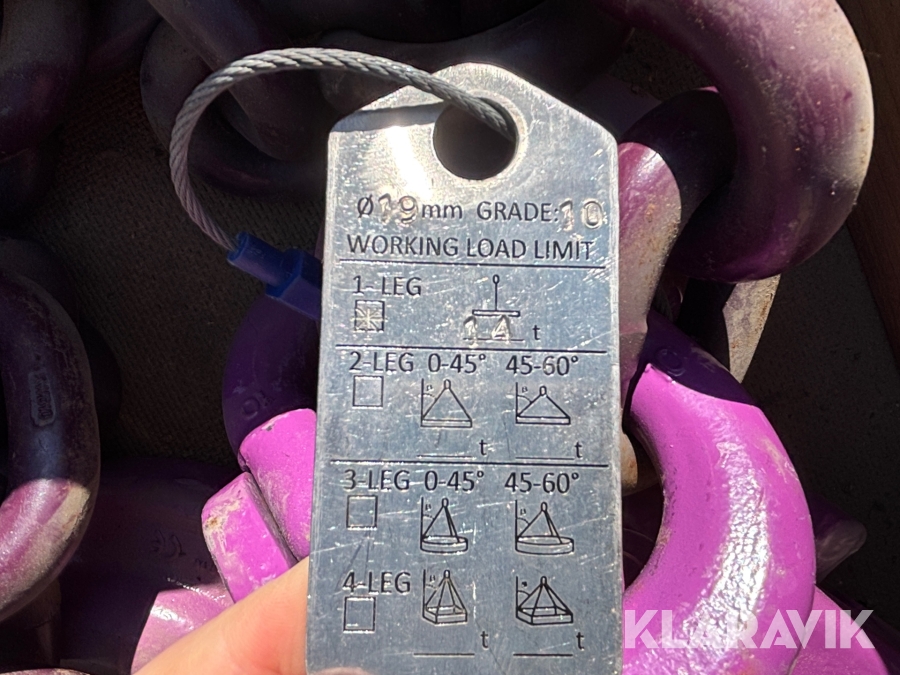 Ø19mm GRADE:10
WORKING LOAD LIMIT
1-LEG
14 t
2-LEG 0-45° 45-60°
t t
3-LEG 0-45° 45-60°
4-LEG
t t
KLARAVIK